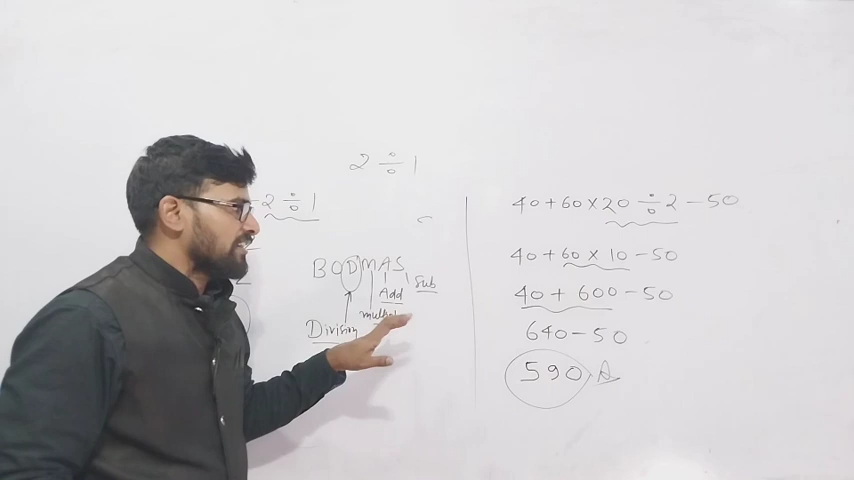 2 ÷ 1
- 2 ÷ 1
BODMAS
Sub
Add
Division
40 + 60 × 20 ÷ 2 - 50
40 + 60 × 10 - 50
40 + 600 - 50
640 - 50
590 A